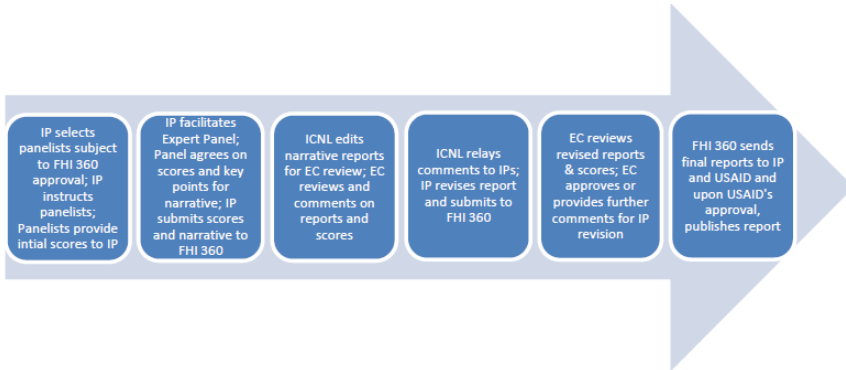 IP selects
panelists subject
to FHI 360
approval; IP
instructs
panelists;
Panelists provide
intial scores to IP
IP facilitates
Expert Panel;
Panel agrees on
scores and key
points for
narrative; IP
submits scores
and narrative to
FHI 360
ICNL edits
narrative reports
for EC review; EC
reviews and
comments on
reports and
scores
ICNL relays
comments to IPs;
IP revises report
and submits to
FHI 360
EC reviews
revised reports
& scores; EC
approves or
provides further
comments for IP
revision
FHI 360 sends
final reports to IP
and USAID and
upon USAID's
approval,
publishes report